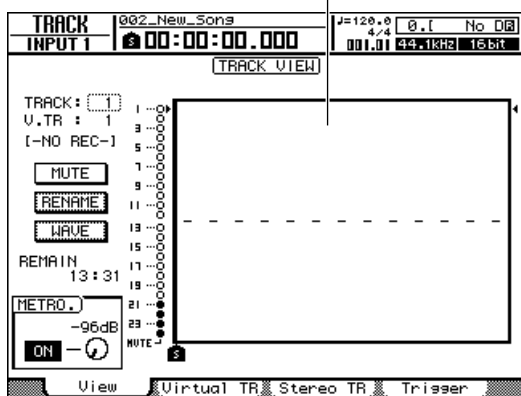 TRACK
INPUT 1
002_New_Song
S 00:00:00.000
♩=120.0
4/4
001.01
0.[ No DR
44.1kHz 16bit
TRACK VIEW
TRACK: 1
V.TR : 1
[-NO REC-]
MUTE
RENAME
WAVE
REMAIN
13:31
METRO.
-96dB
ON
1
3
5
7
9
11
13
15
17
19
21
23
MUTE
S
View
Virtual TR
Stereo TR
Trigger